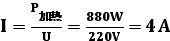 I = P加热/U = 880W/220V = 4 A